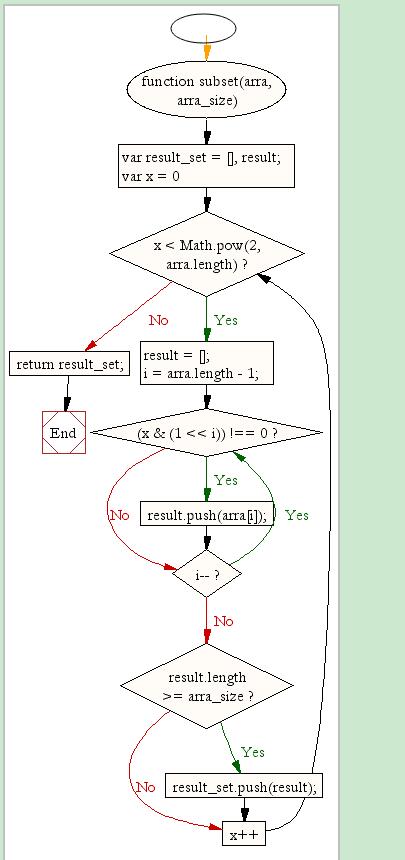 function subset(arra,
arra_size)
var result_set = [], result;
var x = 0
x < Math.pow(2,
arra.length) ?
No
Yes
return result_set;
result = [];
i = arra.length - 1;
End
(x & (1 << i)) !== 0 ?
Yes
No
result.push(arra[i]);
Yes
i-- ?
No
result.length
>= arra_size ?
Yes
No
result_set.push(result);
x++